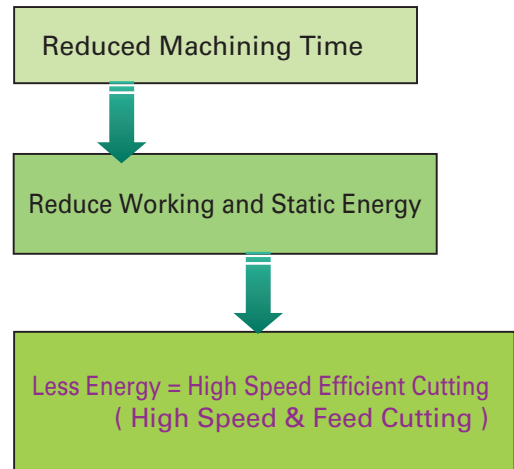 Reduced Machining Time
Reduce Working and Static Energy
Less Energy = High Speed Efficient Cutting
( High Speed & Feed Cutting )